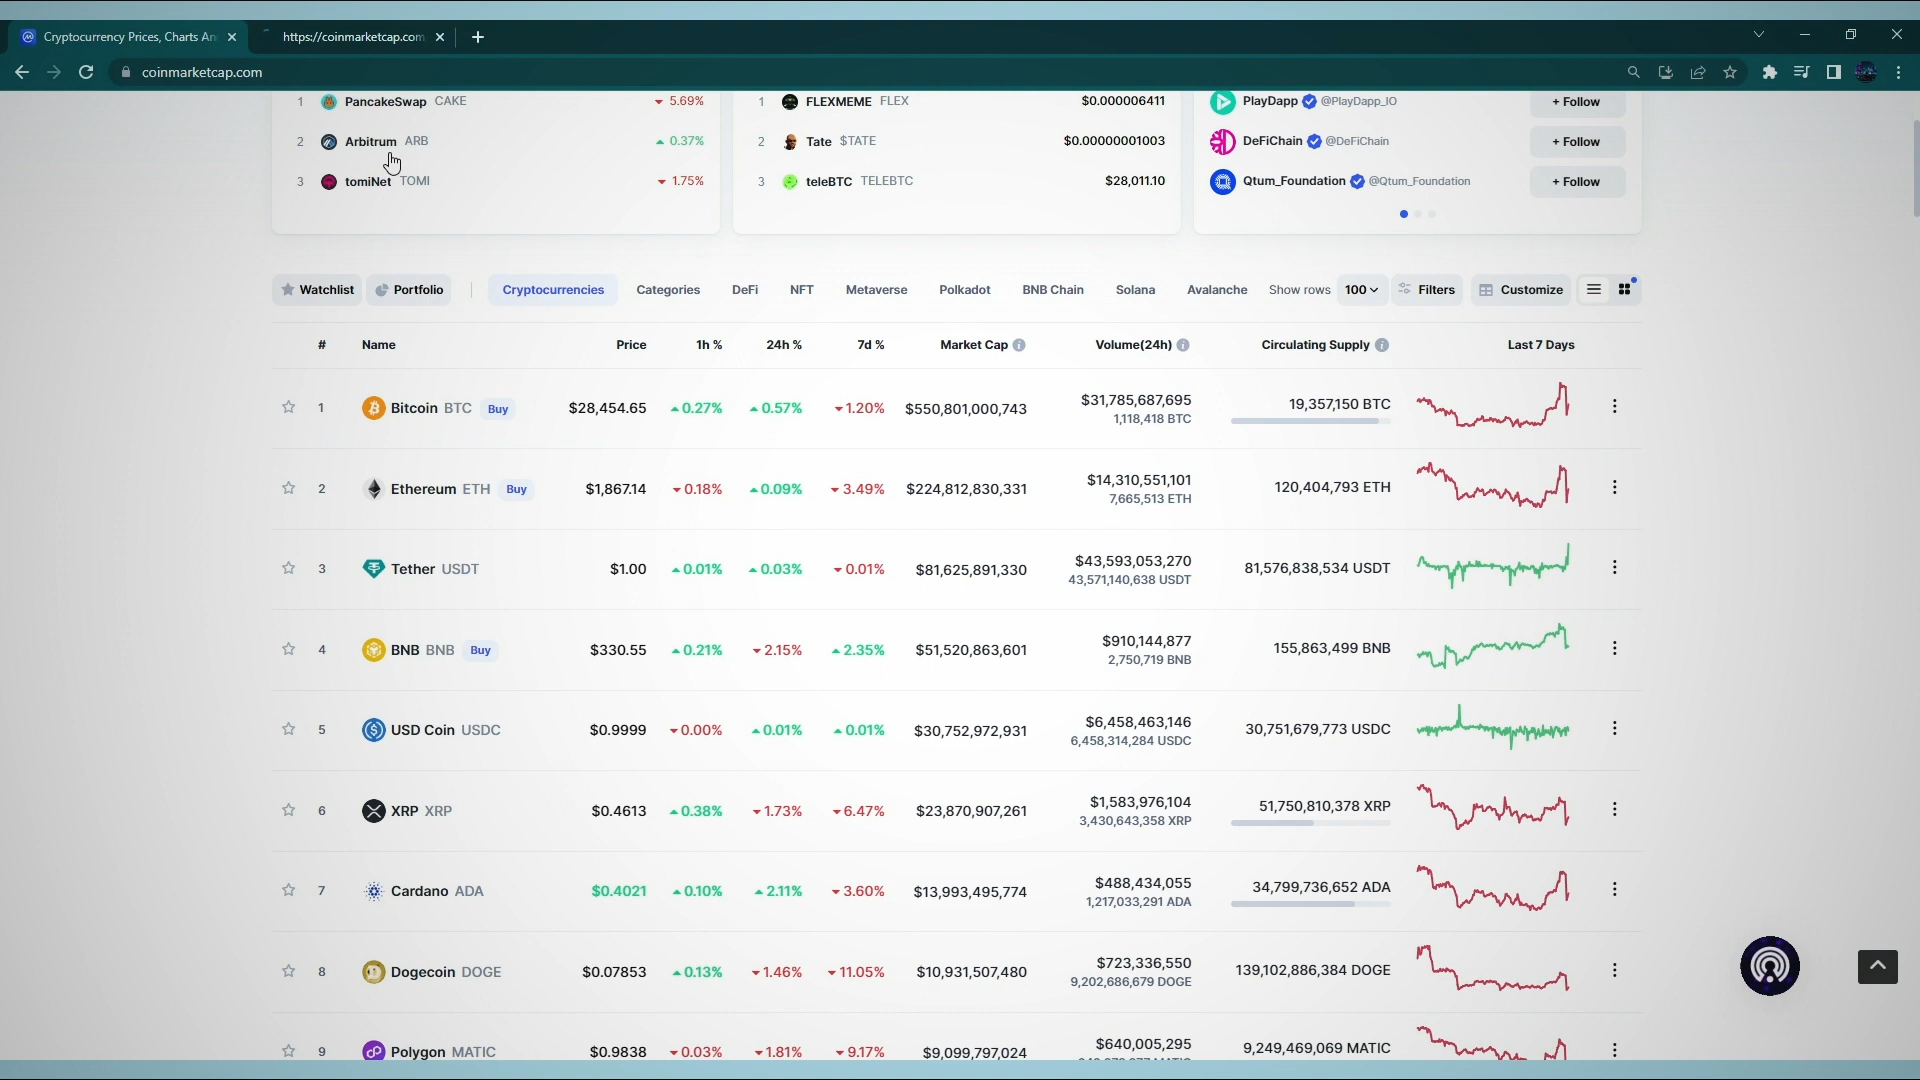 Cryptocurrency Prices, Charts An
https://coinmarketcap.com
coinmarketcap.com
1 PancakeSwap CAKE 5.69%
2 Arbitrum ARB 0.37%
3 tomiNet TOMI 1.75%
1 FLEXMEME FLEX $0.000006411
2 Tate $TATE $0.00000001003
3 teleBTC TELEBTC $28,011.10
PlayDapp @PlayDapp_IO + Follow
DeFiChain @DeFiChain + Follow
Qtum_Foundation @Qtum_Foundation + Follow
Watchlist Portfolio Cryptocurrencies Categories DeFi NFT Metaverse Polkadot BNB Chain Solana Avalanche Show rows 100 Filters Customize
# Name Price 1h % 24h % 7d % Market Cap Volume(24h) Circulating Supply Last 7 Days
1 Bitcoin BTC Buy $28,454.65 0.27% 0.57% 1.20% $550,801,000,743 $31,785,687,695 19,357,150 BTC
1,118,418 BTC
2 Ethereum ETH Buy $1,867.14 0.18% 0.09% 3.49% $224,812,830,331 $14,310,551,101 120,404,793 ETH
7,665,513 ETH
3 Tether USDT $1.00 0.01% 0.03% 0.01% $81,625,891,330 $43,593,053,270 81,576,838,534 USDT
43,571,140,638 USDT
4 BNB BNB Buy $330.55 0.21% 2.15% 2.35% $51,520,863,601 $910,144,877 155,863,499 BNB
2,750,719 BNB
5 USD Coin USDC $0.9999 0.00% 0.01% 0.01% $30,752,972,931 $6,458,463,146 30,751,679,773 USDC
6,458,314,284 USDC
6 XRP XRP $0.4613 0.38% 1.73% 6.47% $23,870,907,261 $1,583,976,104 51,750,810,378 XRP
3,430,643,358 XRP
7 Cardano ADA $0.4021 0.10% 2.11% 3.60% $13,993,495,774 $488,434,055 34,799,736,652 ADA
1,217,033,291 ADA
8 Dogecoin DOGE $0.07853 0.13% 1.46% 11.05% $10,931,507,480 $723,336,550 139,102,886,384 DOGE
9,202,686,679 DOGE
9 Polygon MATIC $0.9838 0.03% 1.81% 9.17% $9,099,797,024 $640,005,295 9,249,469,069 MATIC